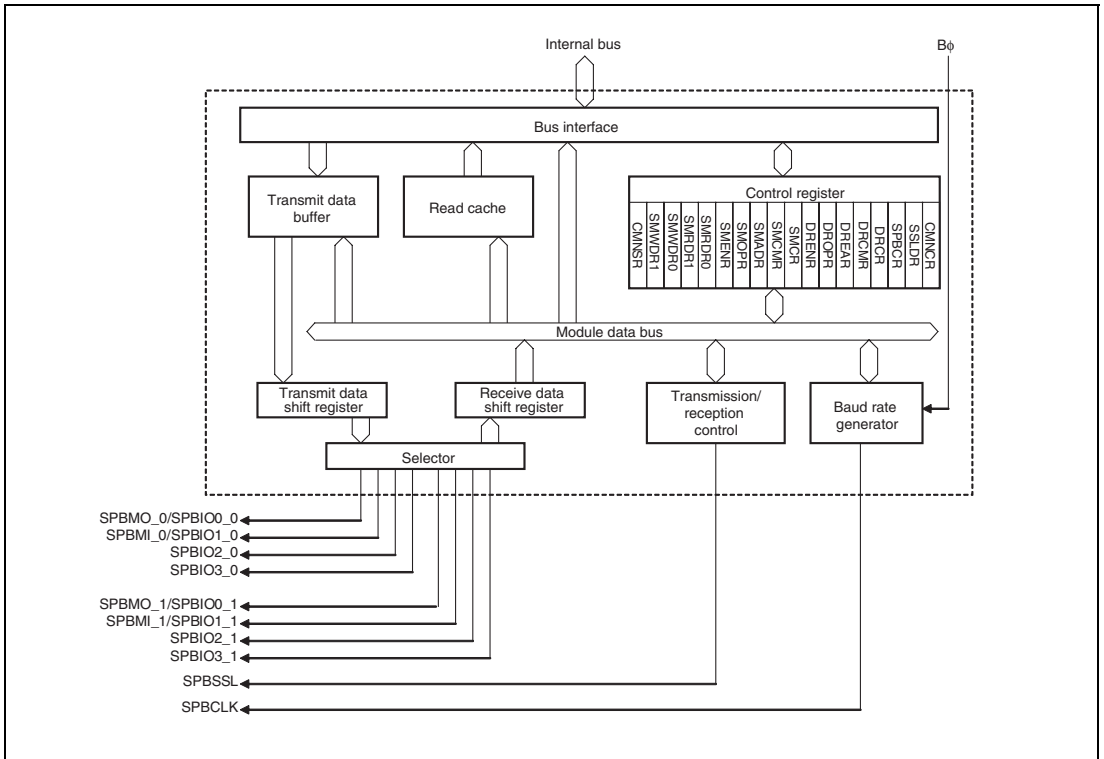 Internal bus
Bϕ
Bus interface
Transmit data
buffer
Read cache
Control register
CMNSR
SMWDR1
SMWDR0
SMRDR1
SMRDR0
SMENR
SMOPR
SMADR
SMCMR
SMCR
DRENR
DROPR
DREAR
DRCMR
DRCR
SPBCR
SSLDR
CMNCR
Module data bus
Transmit data
shift register
Receive data
shift register
Transmission/
reception
control
Baud rate
generator
Selector
SPBMO_0/SPBIO0_0
SPBMI_0/SPBIO1_0
SPBIO2_0
SPBIO3_0
SPBMO_1/SPBIO0_1
SPBMI_1/SPBIO1_1
SPBIO2_1
SPBIO3_1
SPBSSL
SPBCLK